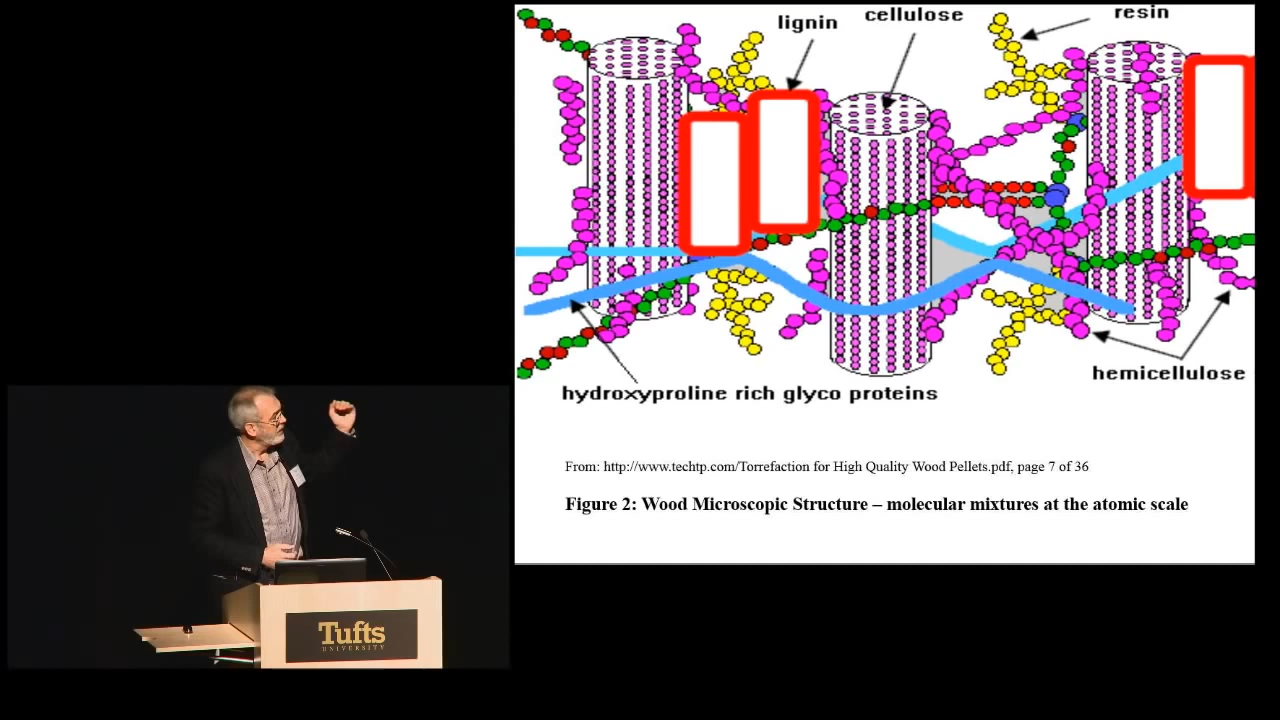 lignin
cellulose
resin
hemicellulose
hydroxyproline rich glyco proteins
From: http://www.techtp.com/Torrefaction for High Quality Wood Pellets.pdf, page 7 of 36
Figure 2: Wood Microscopic Structure – molecular mixtures at the atomic scale
Tufts
UNIVERSITY